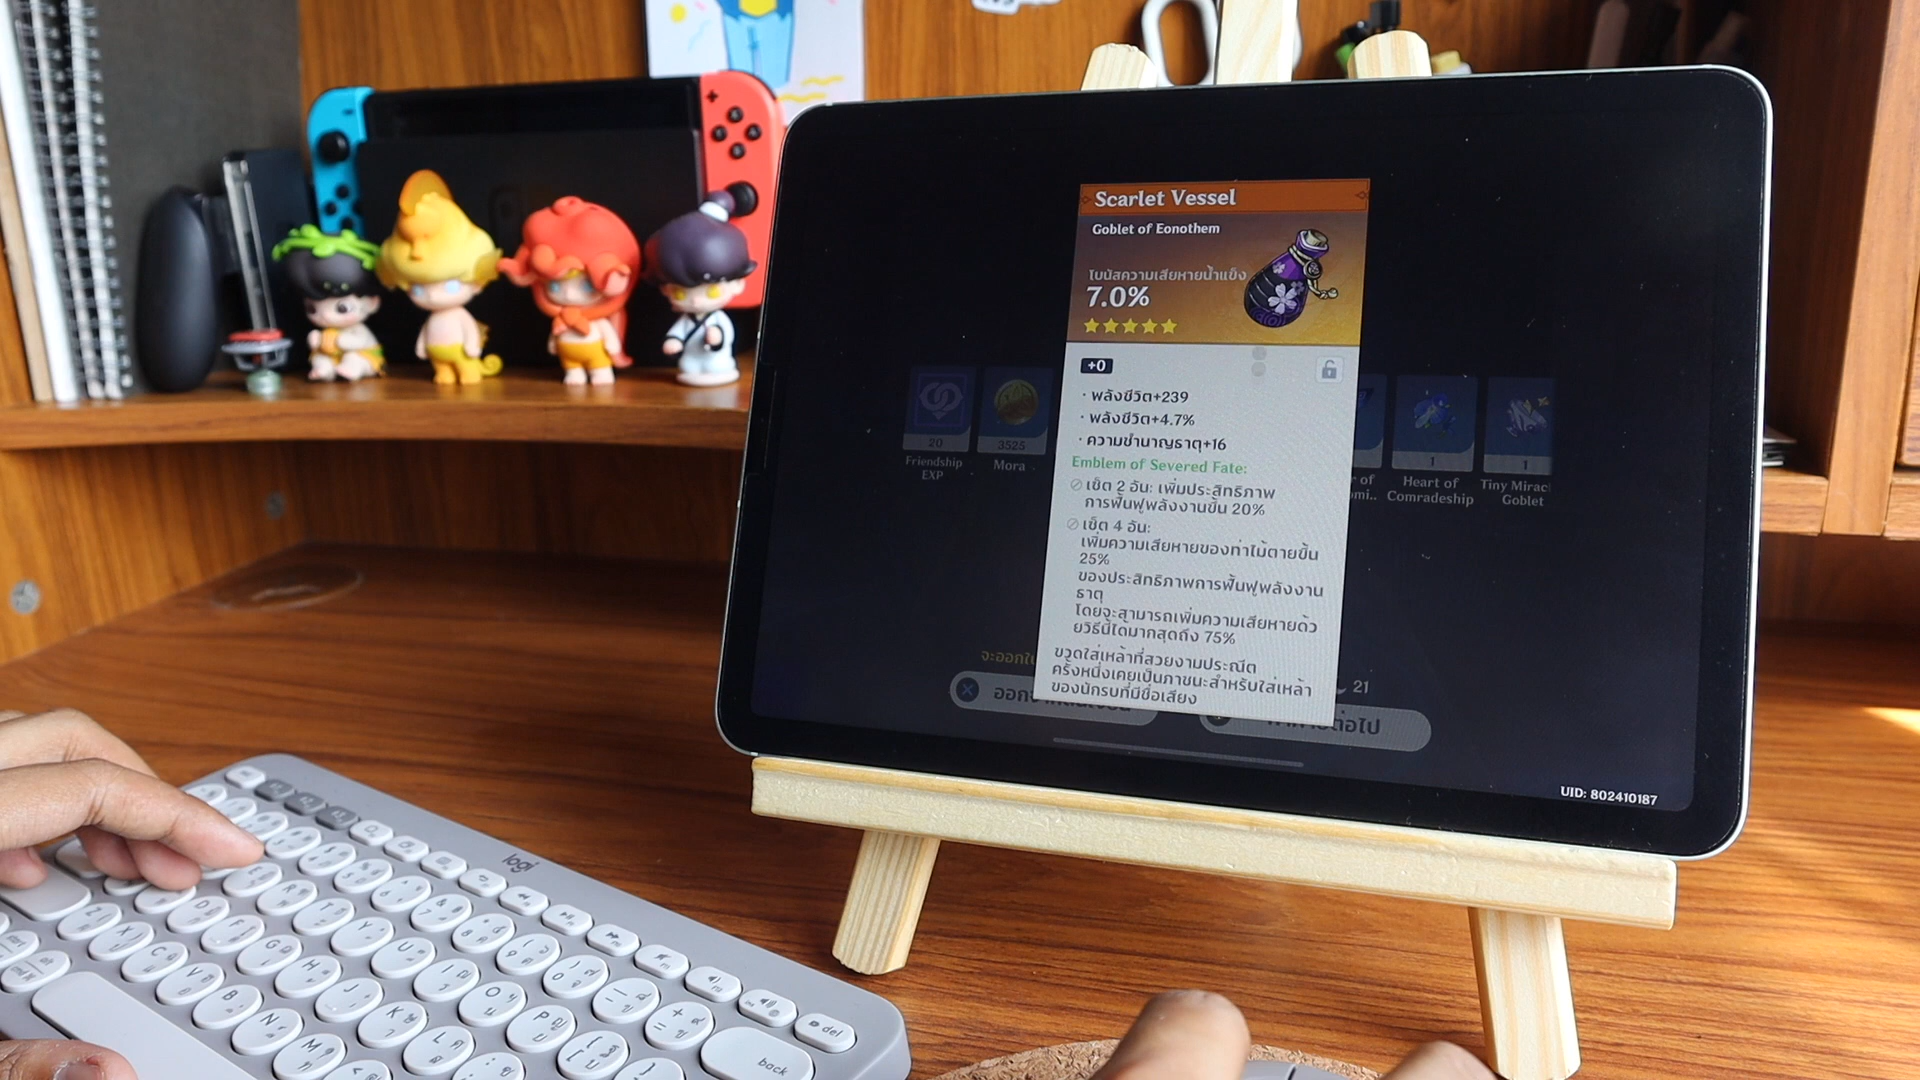 Scarlet Vessel
Goblet of Eonothem
โบนัสความเสียหายน้ำแข็ง
7.0%
+0
· พลังชีวิต+239
· พลังชีวิต+4.7%
· ความชำนาญธาตุ+16
Emblem of Severed Fate:
เซ็ต 2 อัน: เพิ่มประสิทธิภาพ
การฟื้นฟูพลังงานขึ้น 20%
เซ็ต 4 อัน:
เพิ่มความเสียหายของท่าไม้ตายขึ้น
25%
ของประสิทธิภาพการฟื้นฟูพลังงาน
ธาตุ
โดยจะสามารถเพิ่มความเสียหายด้ว
ยวิธีนี้ได้มากสุดถึง 75%
ขวดใส่เหล้าที่สวยงามประณีต
ครั้งหนึ่งเคยเป็นภาชนะสำหรับใส่เหล้า
ของนักรบที่มีชื่อเสียง
20
Friendship
EXP
3525
Mora
1
Heart of
Comradeship
1
Tiny Mirac
Goblet
21
ต่อไป
UID: 802410187
logi
del
back
E
R
T
Y
U
I
O
P
D
F
G
H
J
K
L
Z
X
C
V
B
N
M